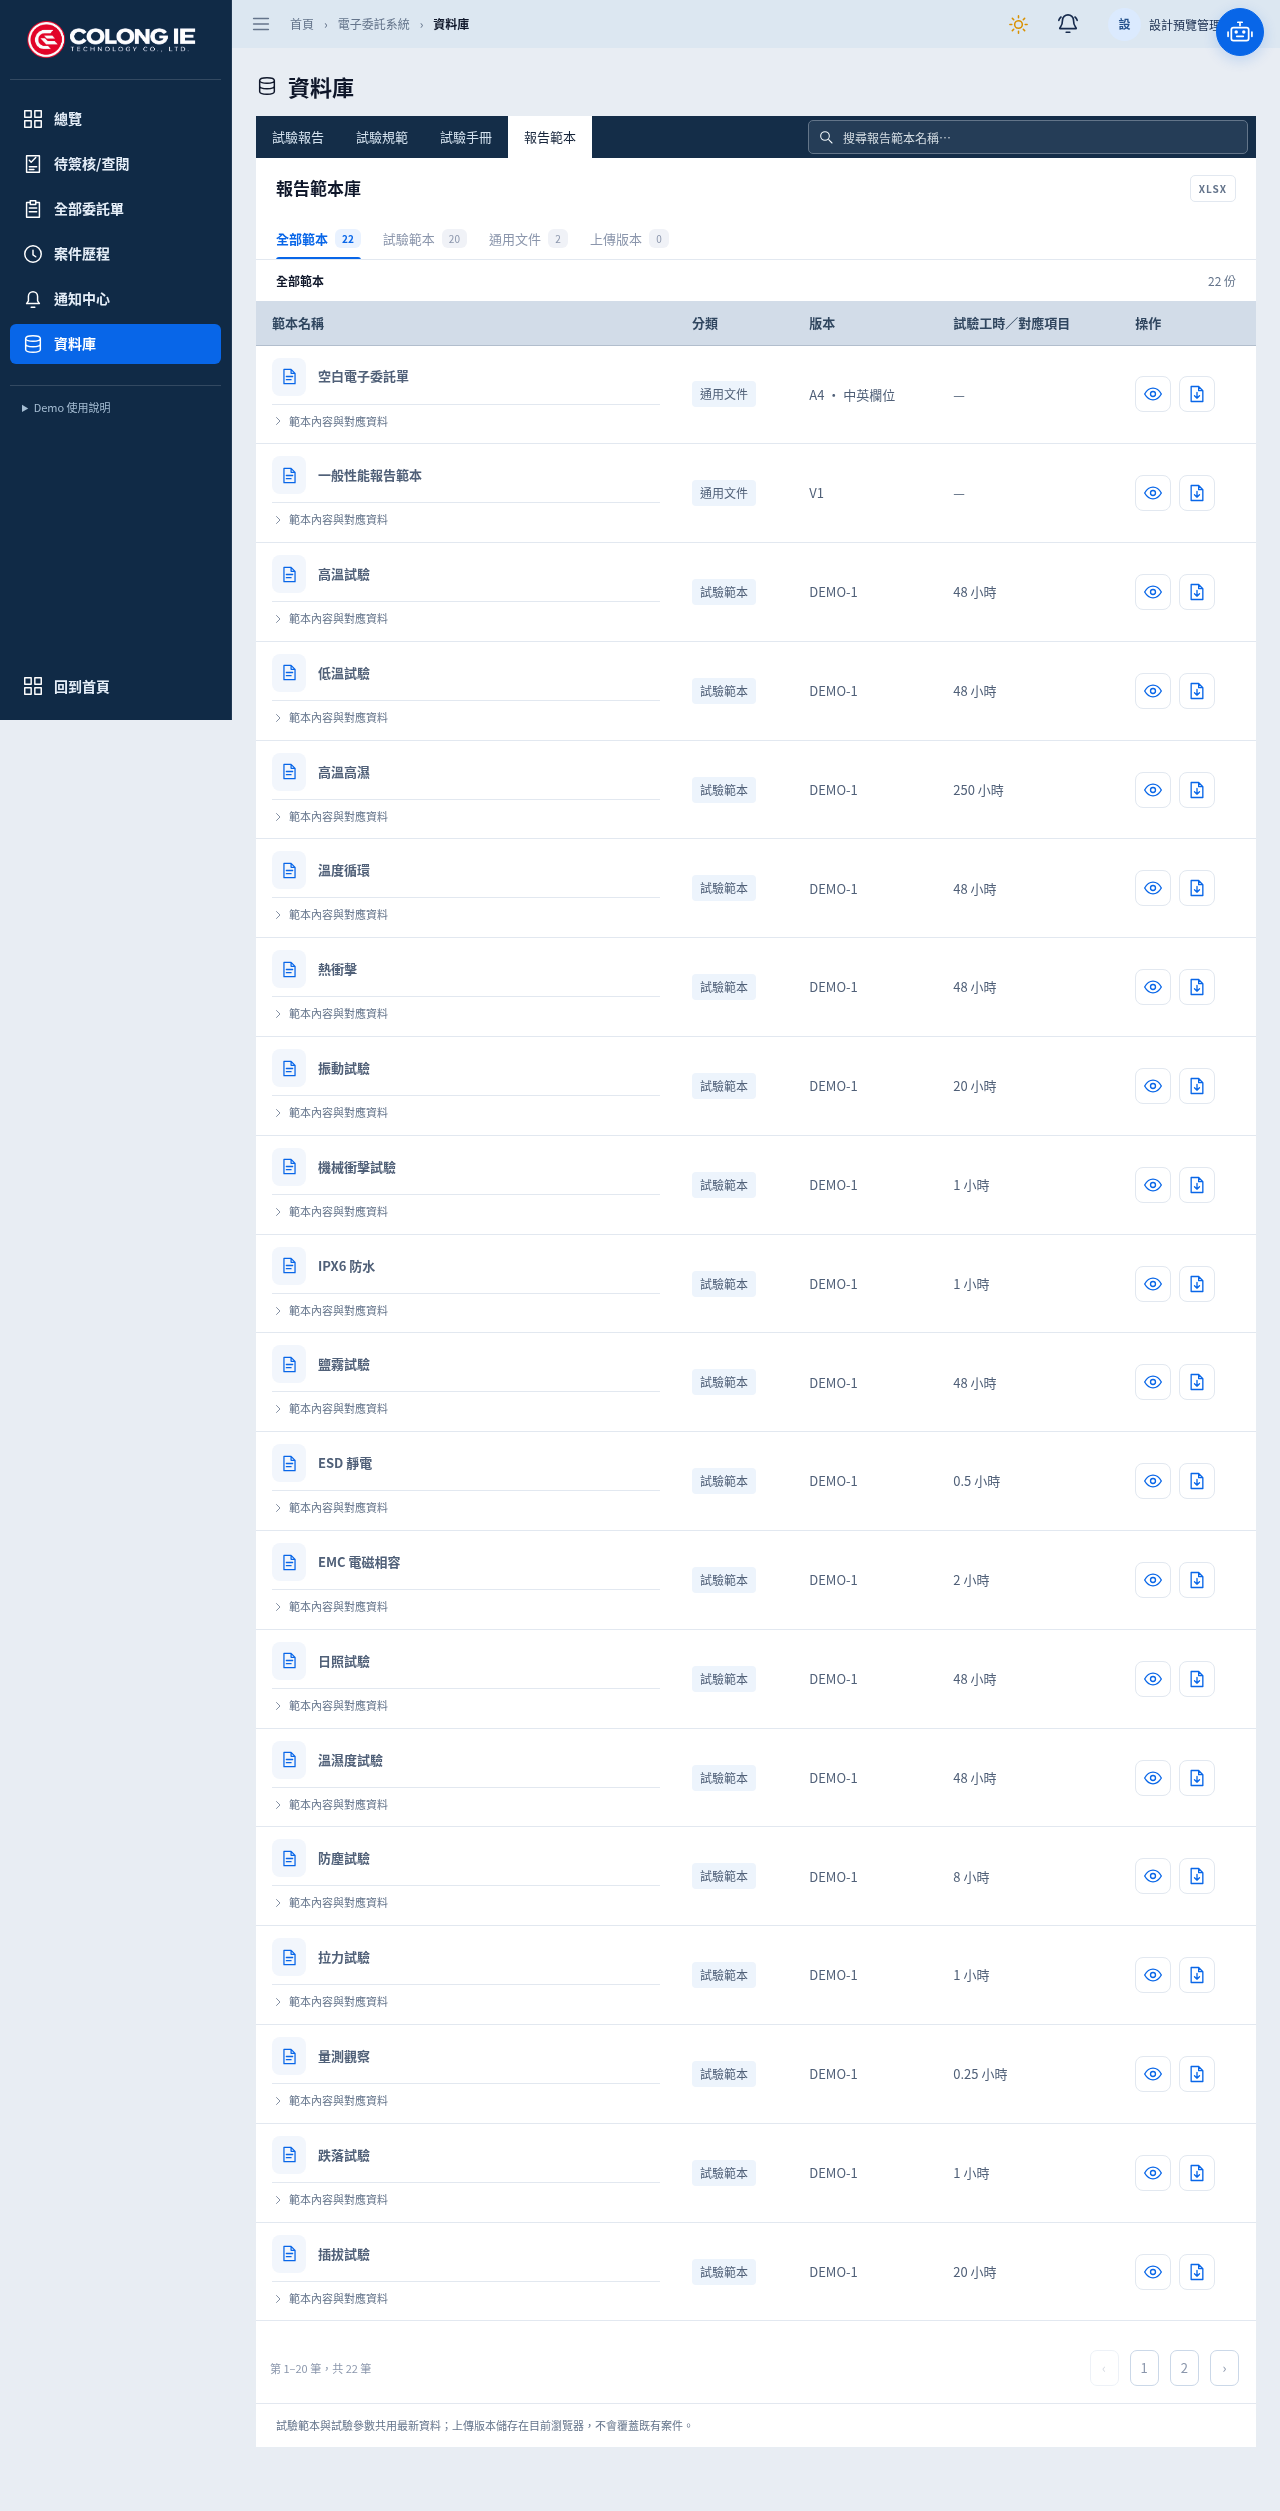 COLONG IE
TECHNOLOGY CO., LTD.
總覽
待簽核/查閱
全部委託單
案件歷程
通知中心
資料庫
Demo 使用說明
回到首頁
首頁 › 電子委託系統 › 資料庫
設 設計預覽管理
資料庫
試驗報告 試驗規範 試驗手冊 報告範本 搜尋報告範本名稱…
報告範本庫 XLSX
全部範本 22 試驗範本 20 通用文件 2 上傳版本 0
全部範本 22 份
範本名稱 分類 版本 試驗工時／對應項目 操作
空白電子委託單 通用文件 A4 · 中英欄位 —
範本內容與對應資料
一般性能報告範本 通用文件 V1 —
範本內容與對應資料
高溫試驗 試驗範本 DEMO-1 48 小時
範本內容與對應資料
低溫試驗 試驗範本 DEMO-1 48 小時
範本內容與對應資料
高溫高濕 試驗範本 DEMO-1 250 小時
範本內容與對應資料
溫度循環 試驗範本 DEMO-1 48 小時
範本內容與對應資料
熱衝擊 試驗範本 DEMO-1 48 小時
範本內容與對應資料
振動試驗 試驗範本 DEMO-1 20 小時
範本內容與對應資料
機械衝擊試驗 試驗範本 DEMO-1 1 小時
範本內容與對應資料
IPX6 防水 試驗範本 DEMO-1 1 小時
範本內容與對應資料
鹽霧試驗 試驗範本 DEMO-1 48 小時
範本內容與對應資料
ESD 靜電 試驗範本 DEMO-1 0.5 小時
範本內容與對應資料
EMC 電磁相容 試驗範本 DEMO-1 2 小時
範本內容與對應資料
日照試驗 試驗範本 DEMO-1 48 小時
範本內容與對應資料
溫濕度試驗 試驗範本 DEMO-1 48 小時
範本內容與對應資料
防塵試驗 試驗範本 DEMO-1 8 小時
範本內容與對應資料
拉力試驗 試驗範本 DEMO-1 1 小時
範本內容與對應資料
量測觀察 試驗範本 DEMO-1 0.25 小時
範本內容與對應資料
跌落試驗 試驗範本 DEMO-1 1 小時
範本內容與對應資料
插拔試驗 試驗範本 DEMO-1 20 小時
範本內容與對應資料
第 1–20 筆，共 22 筆 ‹ 1 2 ›
試驗範本與試驗參數共用最新資料；上傳版本儲存在目前瀏覽器，不會覆蓋既有案件。